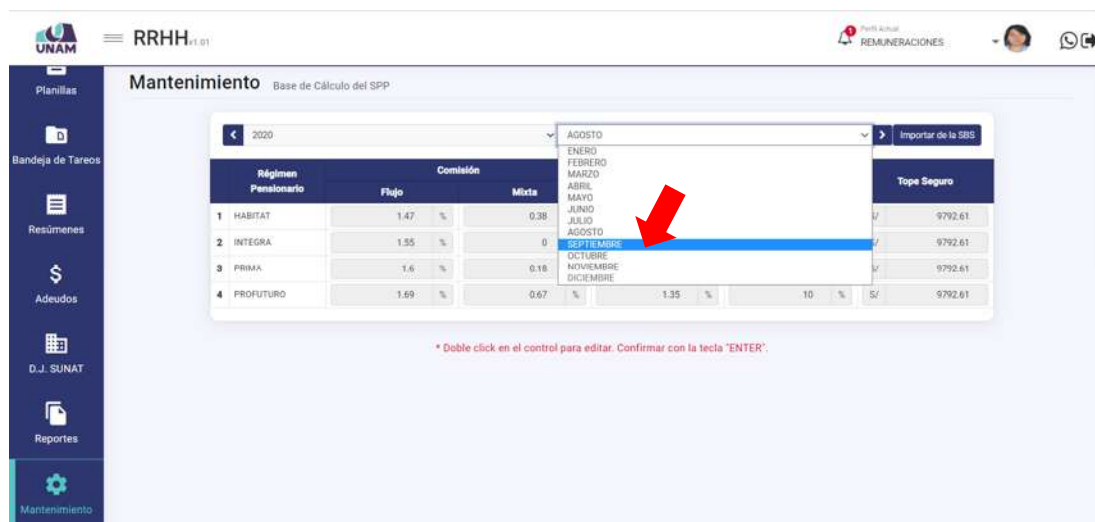 UNAM
RRHH v1.01
Perfil Actual
REMUNERACIONES
1
Planillas
Bandeja de Tareos
Resúmenes
Adeudos
D.J. SUNAT
Reportes
Mantenimiento
Mantenimiento Base de Cálculo del SPP
2020 AGOSTO Importar de la SBS
ENERO
FEBRERO
MARZO
ABRIL
MAYO
JUNIO
JULIO
AGOSTO
SEPTIEMBRE
OCTUBRE
NOVIEMBRE
DICIEMBRE
Régimen Comisión
Pensionario Flujo Mixta Tope Seguro
1 HABITAT 1.47 % 0.38 S/ 9792.61
2 INTEGRA 1.55 % 0 S/ 9792.61
3 PRIMA 1.6 % 0.18 S/ 9792.61
4 PROFUTURO 1.69 % 0.67 % 1.35 % 10 % S/ 9792.61
* Doble click en el control para editar. Confirmar con la tecla "ENTER".